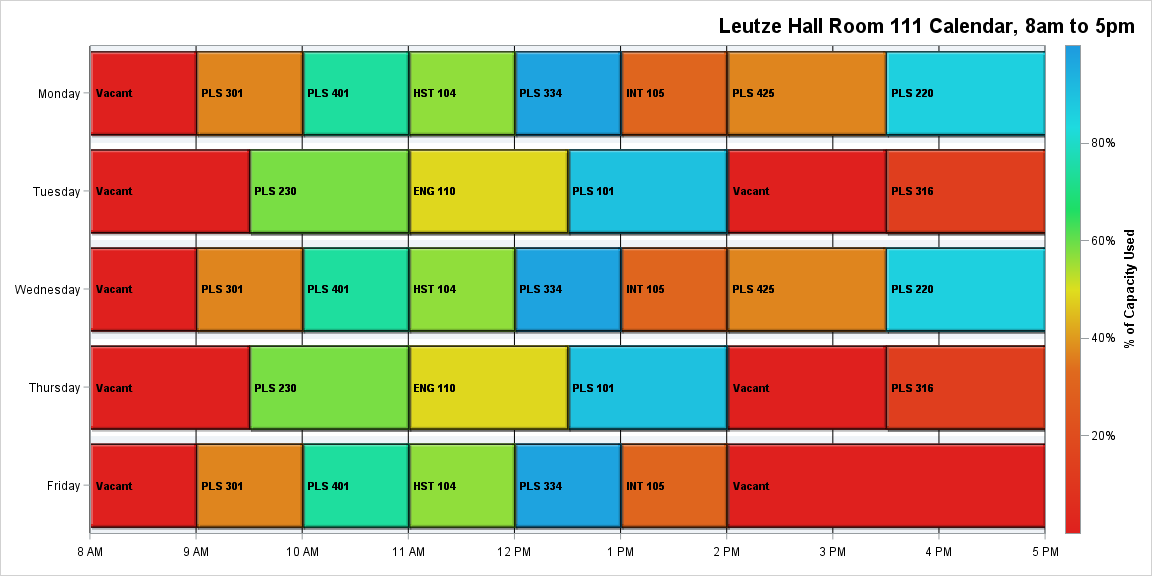 Leutze Hall Room 111 Calendar, 8am to 5pm
Monday
Vacant
PLS 301
PLS 401
HST 104
PLS 334
INT 105
PLS 425
PLS 220
Tuesday
Vacant
PLS 230
ENG 110
PLS 101
Vacant
PLS 316
Wednesday
Vacant
PLS 301
PLS 401
HST 104
PLS 334
INT 105
PLS 425
PLS 220
Thursday
Vacant
PLS 230
ENG 110
PLS 101
Vacant
PLS 316
Friday
Vacant
PLS 301
PLS 401
HST 104
PLS 334
INT 105
Vacant
8 AM
9 AM
10 AM
11 AM
12 PM
1 PM
2 PM
3 PM
4 PM
5 PM
80%
60%
40%
20%
% of Capacity Used